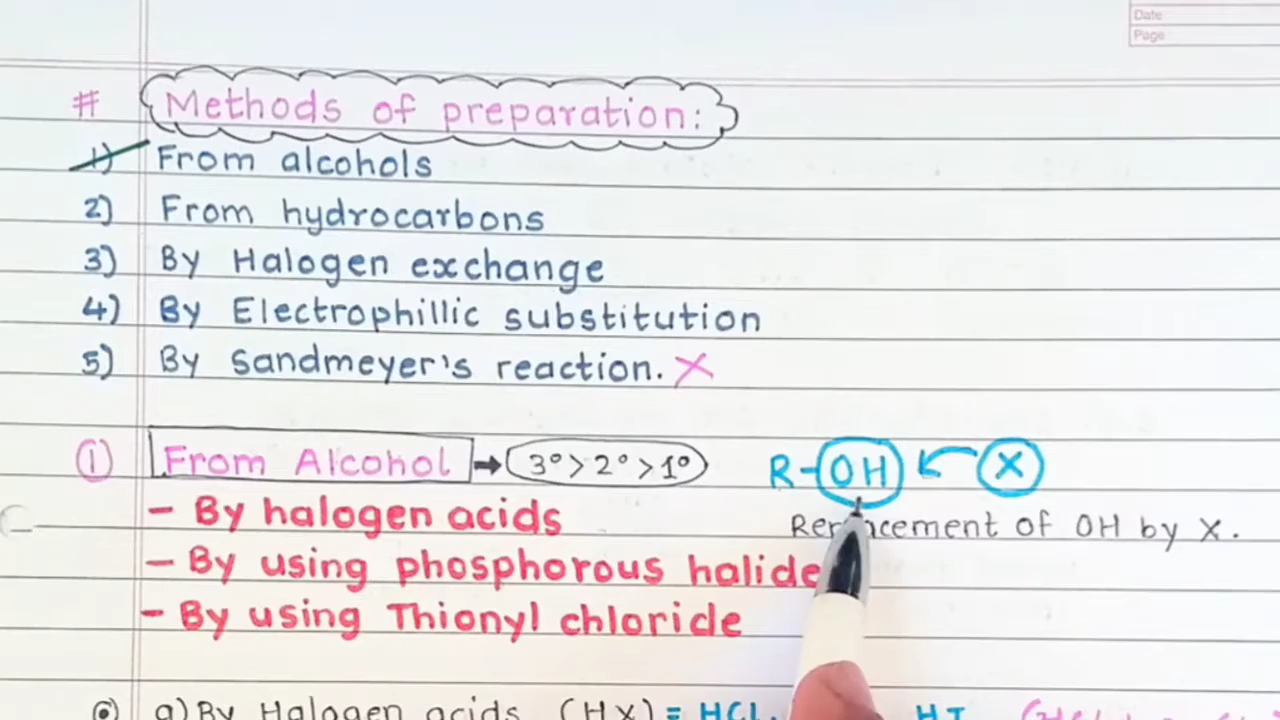 Date
Page
# Methods of preparation:
1) From alcohols
2) From hydrocarbons
3) By Halogen exchange
4) By Electrophillic substitution
5) By Sandmeyer's reaction. X
① From Alcohol → 3° > 2° > 1° R-OH ← X
- By halogen acids
of OH by X.
- By using phosphorous halide
- By using Thionyl chloride
a) By Halogen acids (HX) = HCl, HI